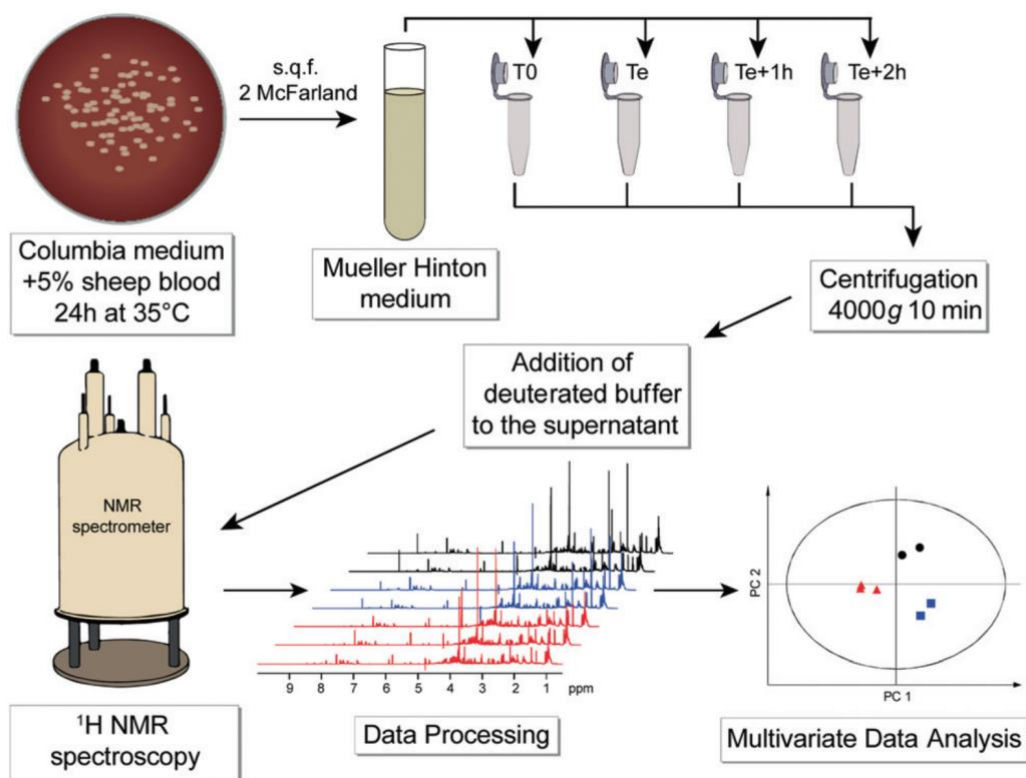 s.q.f.
2 McFarland
T0
Te
Te+1h
Te+2h
Columbia medium
+5% sheep blood
24h at 35°C
Mueller Hinton
medium
Centrifugation
4000g 10 min
Addition of
deuterated buffer
to the supernatant
NMR
spectrometer
9 8 7 6 5 4 3 2 1 ppm
PC 2
PC 1
¹H NMR
spectroscopy
Data Processing
Multivariate Data Analysis